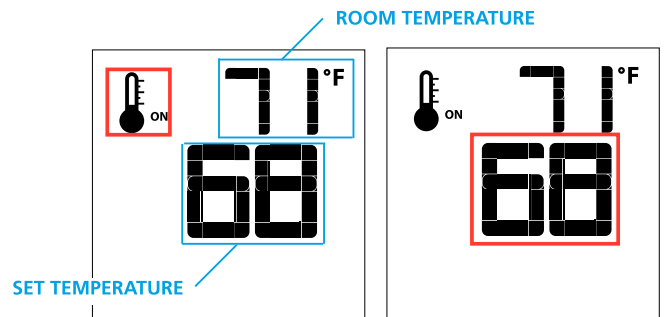 ROOM TEMPERATURE
71°F
ON
68
SET TEMPERATURE
71°F
ON
68